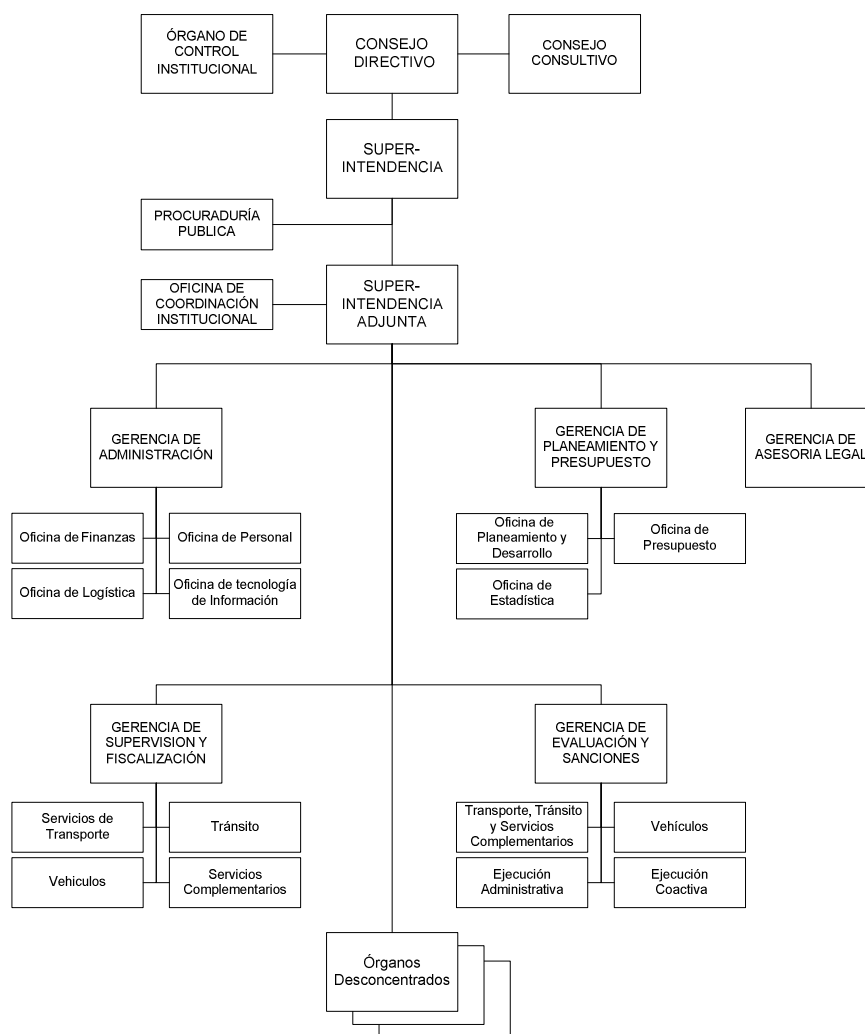 ÓRGANO DE
CONTROL
INSTITUCIONAL
CONSEJO
DIRECTIVO
CONSEJO
CONSULTIVO
SUPER-
INTENDENCIA
PROCURADURÍA
PUBLICA
OFICINA DE
COORDINACIÓN
INSTITUCIONAL
SUPER-
INTENDENCIA
ADJUNTA
GERENCIA DE
ADMINISTRACIÓN
GERENCIA DE
PLANEAMIENTO Y
PRESUPUESTO
GERENCIA DE
ASESORIA LEGAL
Oficina de Finanzas
Oficina de Personal
Oficina de Logística
Oficina de tecnología
de Información
Oficina de
Planeamiento y
Desarrollo
Oficina de
Presupuesto
Oficina de
Estadística
GERENCIA DE
SUPERVISION Y
FISCALIZACIÓN
GERENCIA DE
EVALUACIÓN Y
SANCIONES
Servicios de
Transporte
Tránsito
Vehiculos
Servicios
Complementarios
Transporte, Tránsito
y Servicios
Complementarios
Vehículos
Ejecución
Administrativa
Ejecución
Coactiva
Órganos
Desconcentrados